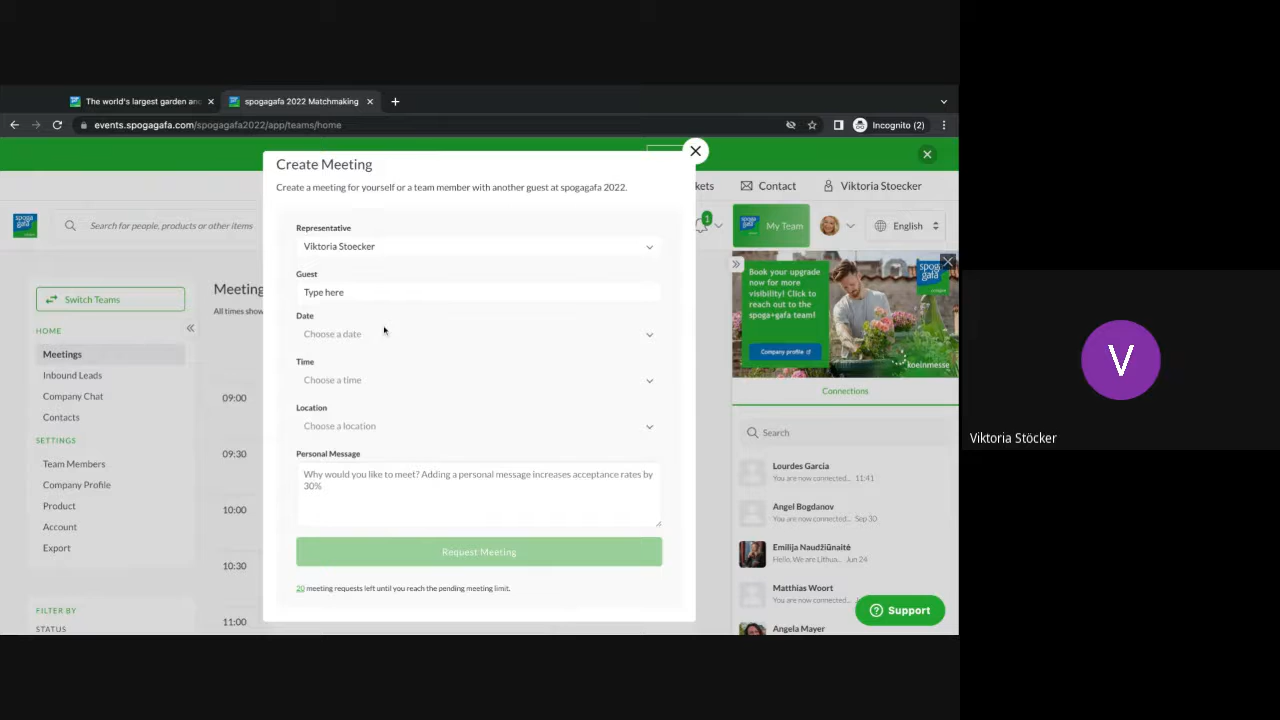 The world's largest garden an
spogagafa 2022 Matchmaking
events.spogagafa.com/spogagafa2022/app/teams/home
Incognito (2)
Create Meeting
Create a meeting for yourself or a team member with another guest at spogagafa 2022.
kets
Contact
Viktoria Stoecker
spoga
gafa
Search for people, products or other items
1
My Team
English
Switch Teams
HOME
Meetings
Inbound Leads
Company Chat
Contacts
SETTINGS
Team Members
Company Profile
Product
Account
Export
FILTER BY
STATUS
Meeting
All times show
09:00
09:30
10:00
10:30
11:00
Representative
Viktoria Stoecker
Guest
Type here
Date
Choose a date
Time
Choose a time
Location
Choose a location
Personal Message
Why would you like to meet? Adding a personal message increases acceptance rates by
30%
Request Meeting
20 meeting requests left until you reach the pending meeting limit.
Book your upgrade
now for more
visibility! Click to
reach out to the
spoga+gafa team!
Company profile
spoga
gafa
koelnmesse
Connections
Search
Lourdes Garcia
You are now connected... 11:41
Angel Bogdanov
You are now connected... Sep 30
Emilija Naudžiūnaitė
Hello, We are Lithua... Jun 24
Matthias Woort
You are now connected...
Angela Mayer
Support
V
Viktoria Stöcker